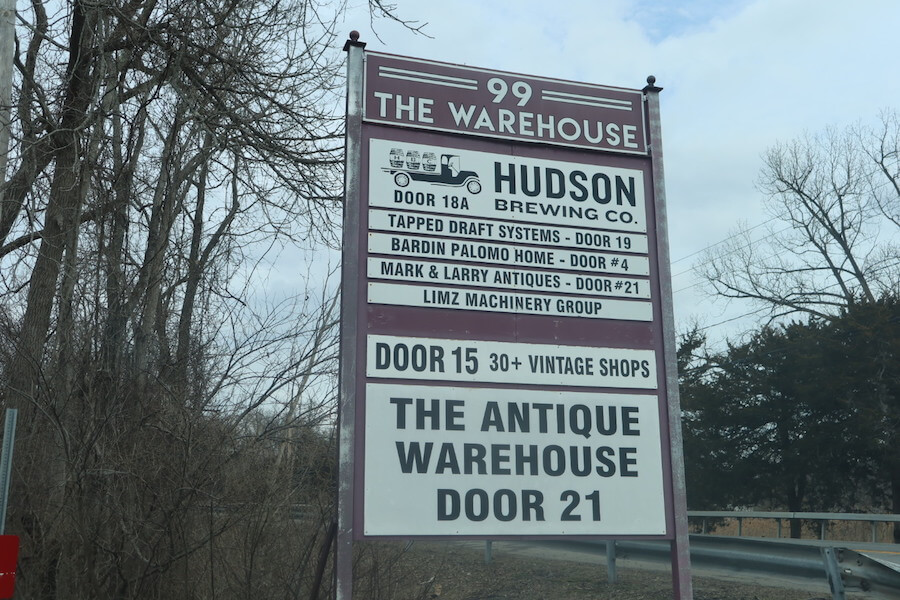 99
THE WAREHOUSE
HUDSON
BREWING CO.
DOOR 18A
TAPPED DRAFT SYSTEMS - DOOR 19
BARDIN PALOMO HOME - DOOR #4
MARK & LARRY ANTIQUES - DOOR #21
LIMZ MACHINERY GROUP
DOOR 15 30+ VINTAGE SHOPS
THE ANTIQUE
WAREHOUSE
DOOR 21